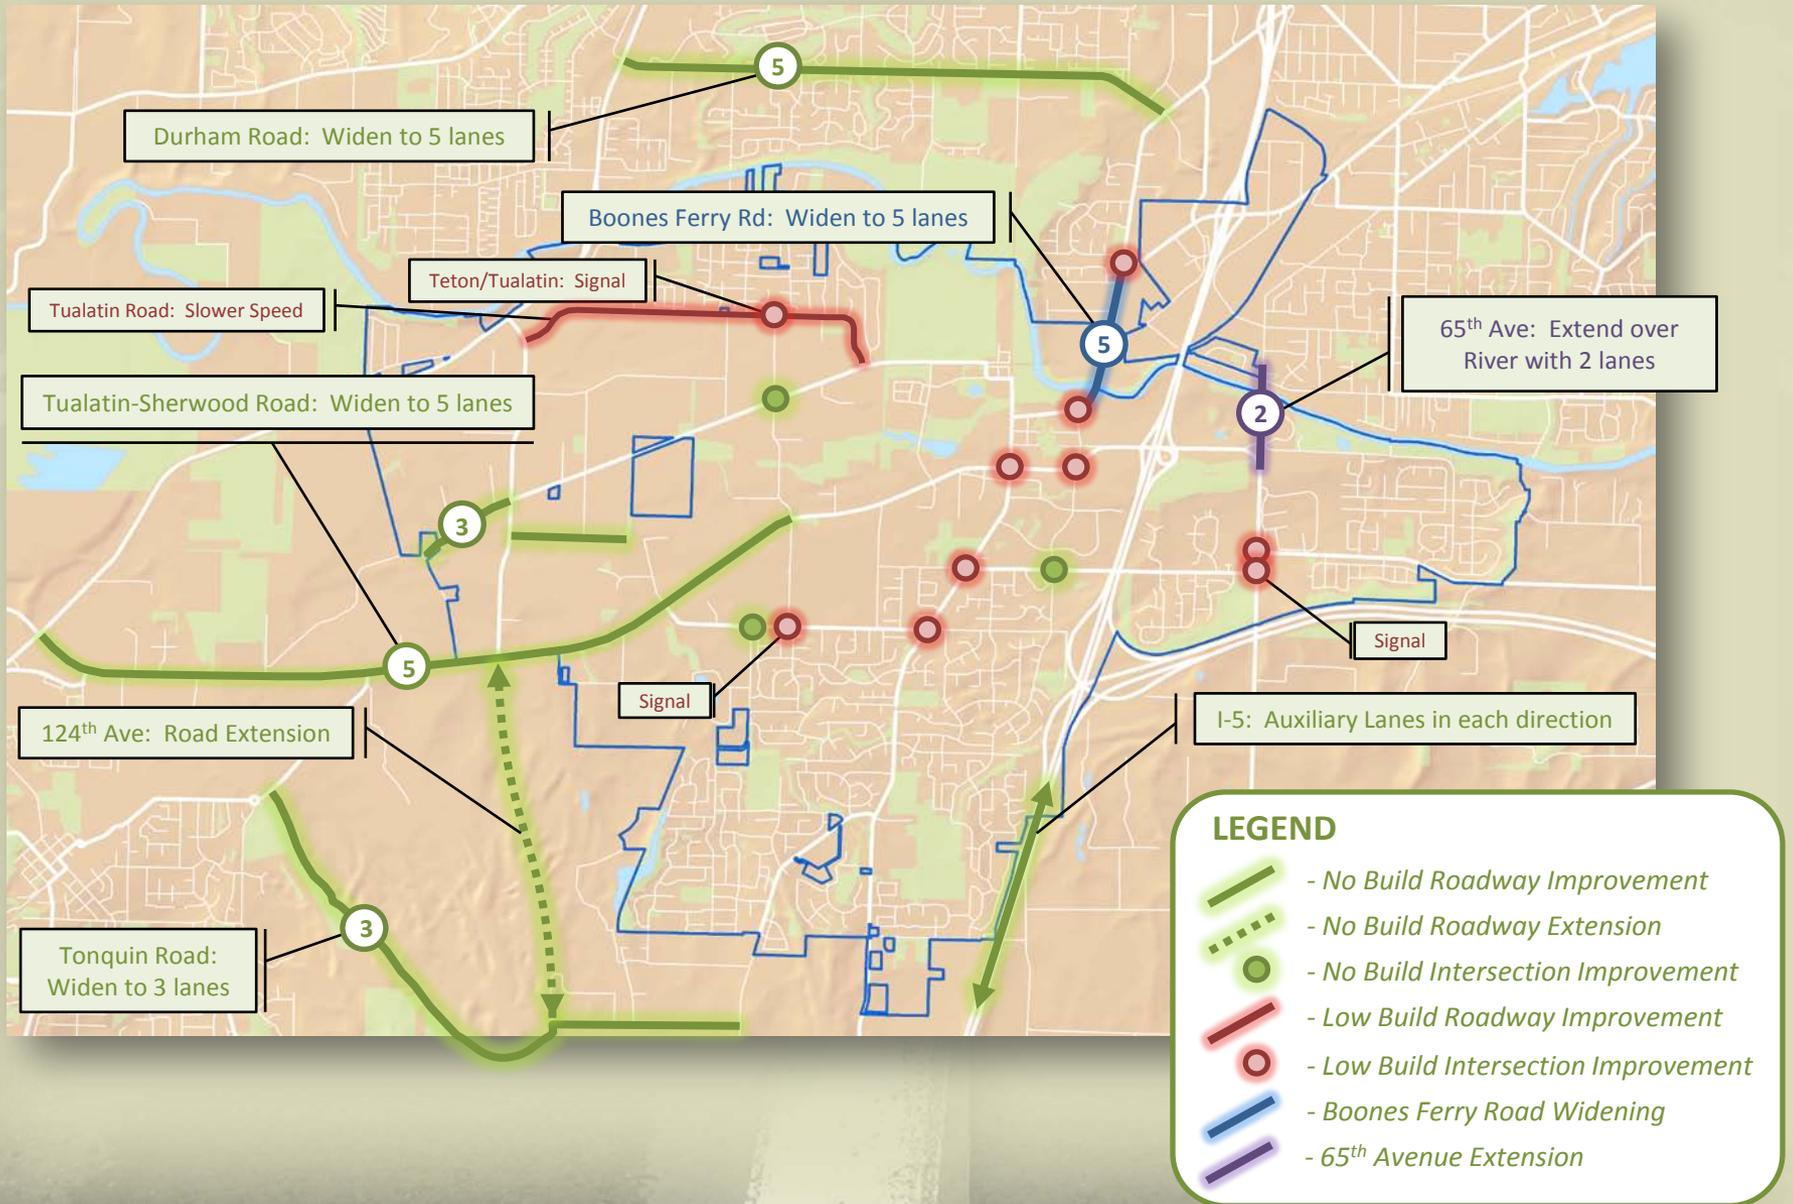 5
Durham Road: Widen to 5 lanes
Boones Ferry Rd: Widen to 5 lanes
Teton/Tualatin: Signal
Tualatin Road: Slower Speed
5
65th Ave: Extend over
River with 2 lanes
Tualatin-Sherwood Road: Widen to 5 lanes
2
3
Signal
5
Signal
124th Ave: Road Extension
I-5: Auxiliary Lanes in each direction
3
Tonquin Road:
Widen to 3 lanes
LEGEND
- No Build Roadway Improvement
- No Build Roadway Extension
- No Build Intersection Improvement
- Low Build Roadway Improvement
- Low Build Intersection Improvement
- Boones Ferry Road Widening
- 65th Avenue Extension